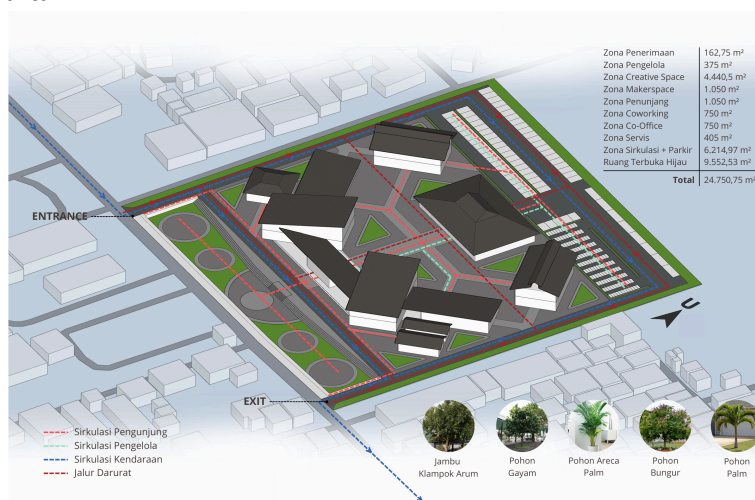 Zona Penerimaan 162,75 m²
Zona Pengelola 375 m²
Zona Creative Space 4.440,5 m²
Zona Makerspace 1.050 m²
Zona Penunjang 1.050 m²
Zona Coworking 750 m²
Zona Co-Office 750 m²
Zona Servis 405 m²
Zona Sirkulasi + Parkir 6.214,97 m²
Ruang Terbuka Hijau 9.552,53 m²
Total 24.750,75 m²
ENTRANCE
U
EXIT
Sirkulasi Pengunjung
Sirkulasi Pengelola
Sirkulasi Kendaraan
Jalur Darurat
Jambu
Klampok Arum
Pohon
Gayam
Pohon Areca
Palm
Pohon
Bungur
Pohon
Palm